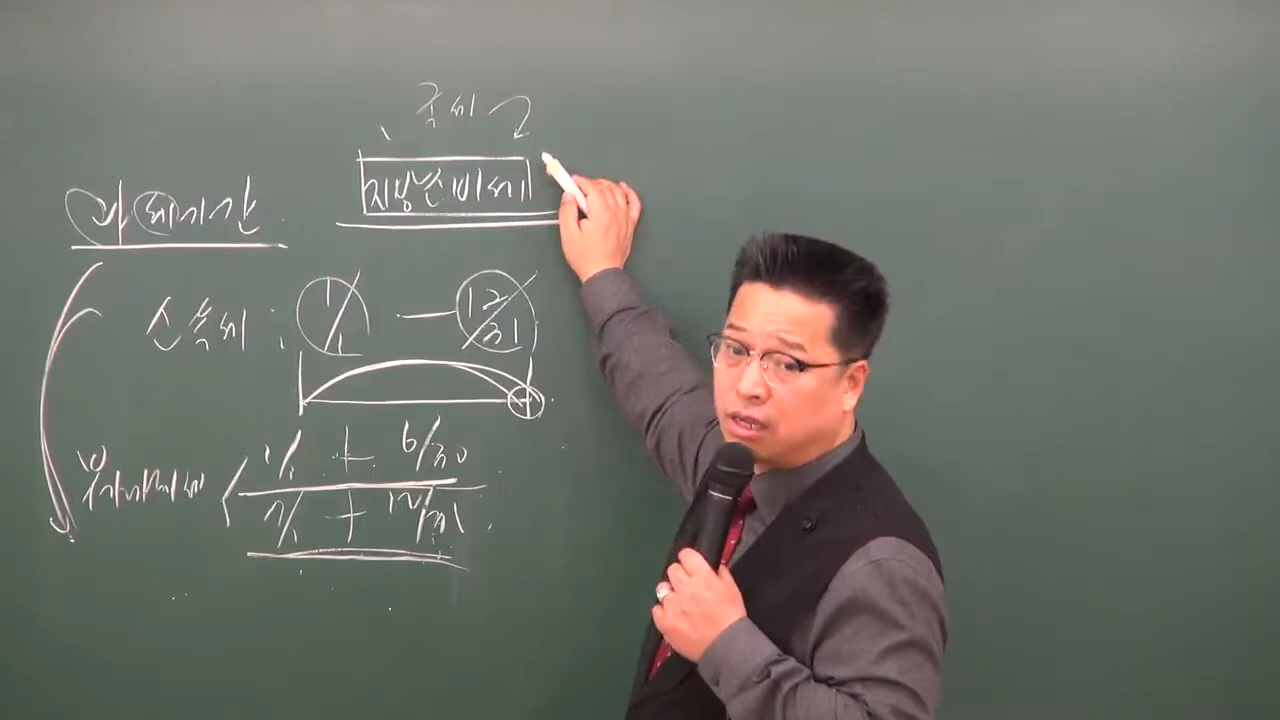 국세
지방소비세
과세기간
소득세 : 1/1 — 12/31
부가가치세 < 1/1 + 6/30
7/1 + 12/31